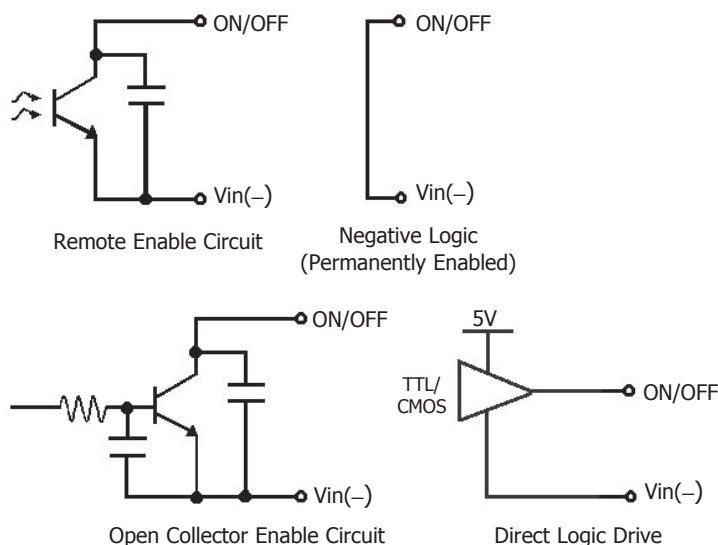 ON/OFF
Vin(–)
Remote Enable Circuit
ON/OFF
Vin(–)
Negative Logic
(Permanently Enabled)
ON/OFF
Vin(–)
Open Collector Enable Circuit
5V
TTL/
CMOS
ON/OFF
Vin(–)
Direct Logic Drive